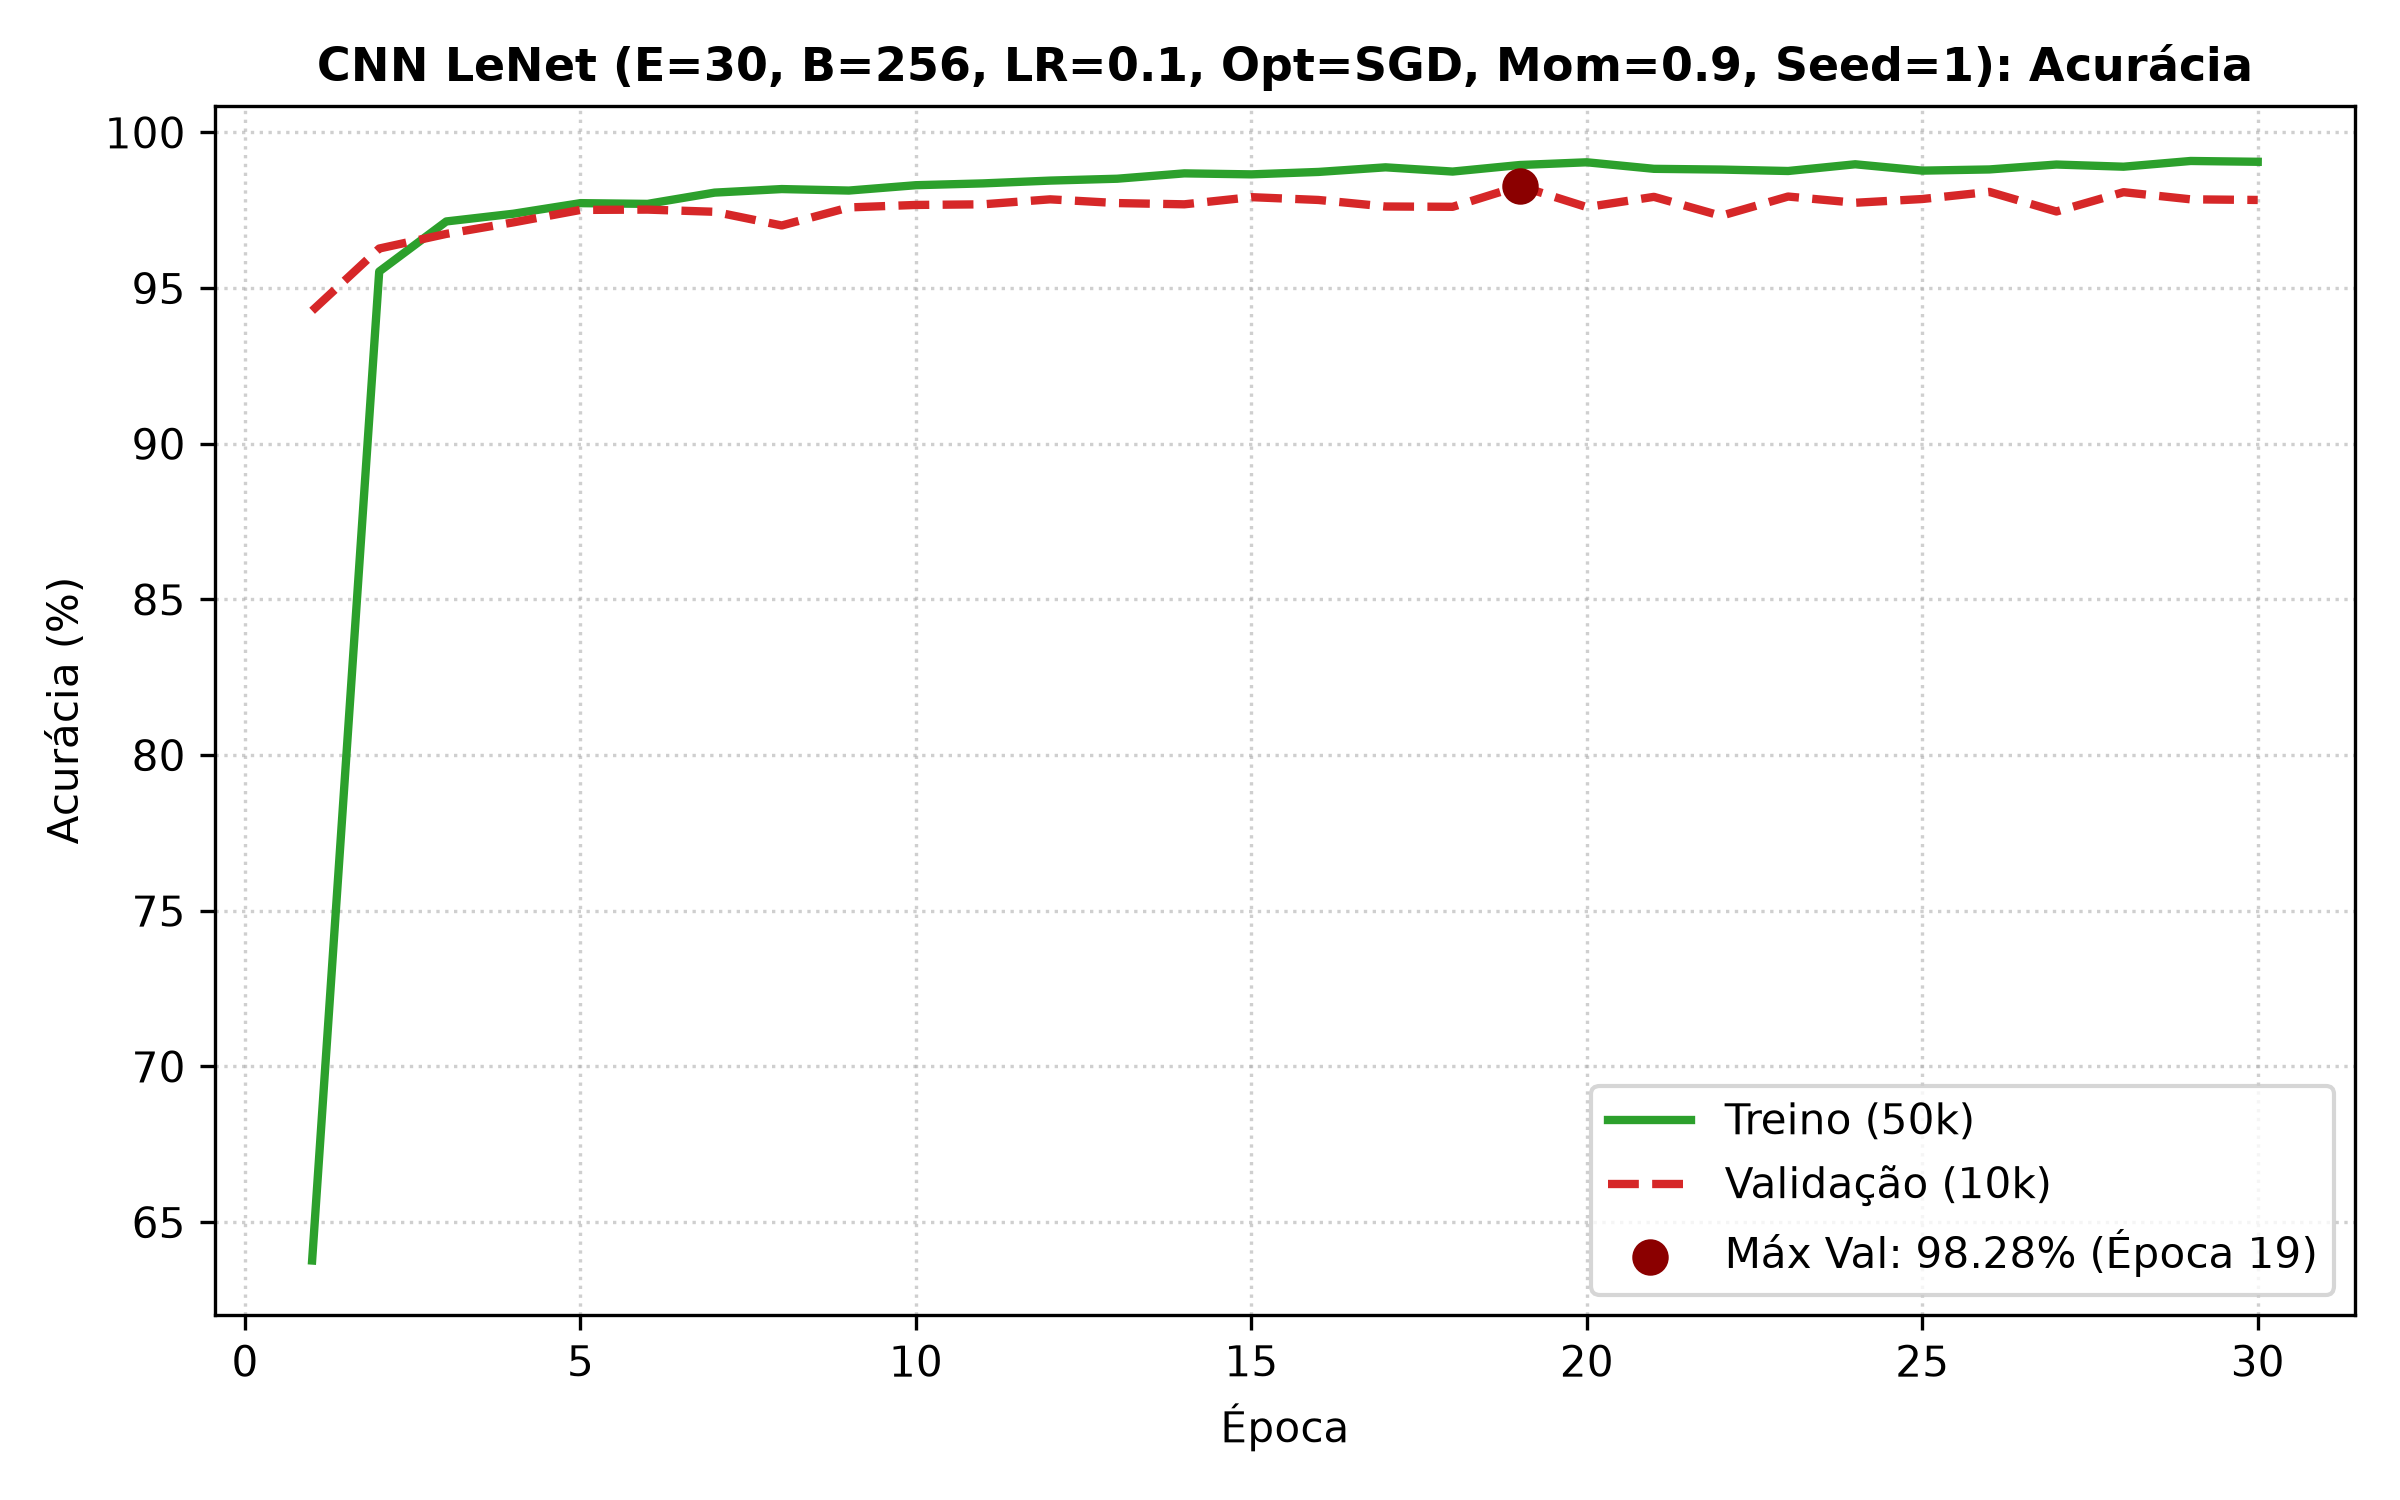 CNN LeNet (E=30, B=256, LR=0.1, Opt=SGD, Mom=0.9, Seed=1): Acurácia
Acurácia (%)
100
95
90
85
80
75
70
65
Treino (50k)
Validação (10k)
Máx Val: 98.28% (Época 19)
0 5 10 15 20 25 30
Época